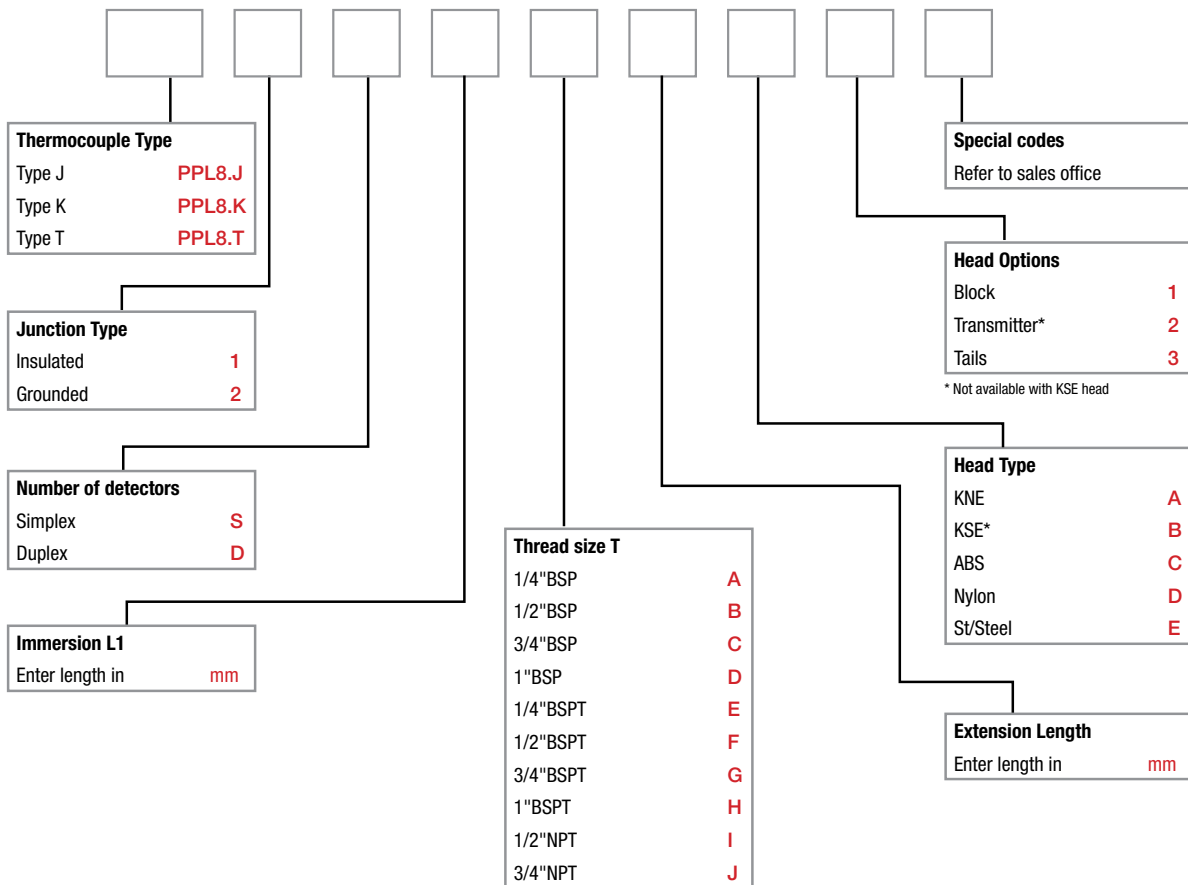 Thermocouple Type
Type J PPL8.J
Type K PPL8.K
Type T PPL8.T
Junction Type
Insulated 1
Grounded 2
Number of detectors
Simplex S
Duplex D
Immersion L1
Enter length in mm
Thread size T
1/4"BSP A
1/2"BSP B
3/4"BSP C
1"BSP D
1/4"BSPT E
1/2"BSPT F
3/4"BSPT G
1"BSPT H
1/2"NPT I
3/4"NPT J
Special codes
Refer to sales office
Head Options
Block 1
Transmitter* 2
Tails 3
* Not available with KSE head
Head Type
KNE A
KSE* B
ABS C
Nylon D
St/Steel E
Extension Length
Enter length in mm